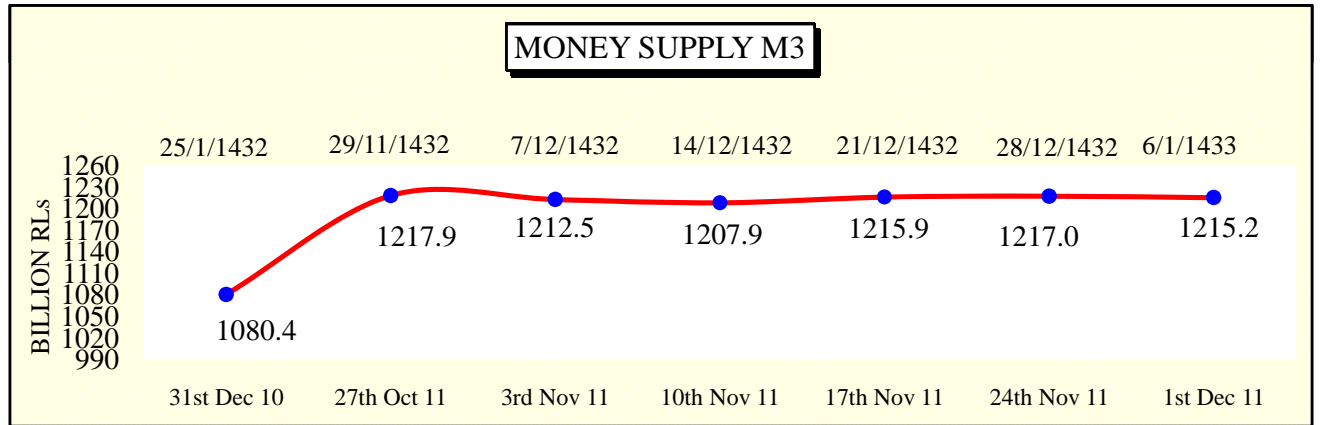 MONEY SUPPLY M3
25/1/1432 29/11/1432 7/12/1432 14/12/1432 21/12/1432 28/12/1432 6/1/1433
BILLION RLs
1260
1230
1200
1170
1140
1110
1080
1050
1020
990
1080.4 1217.9 1212.5 1207.9 1215.9 1217.0 1215.2
31st Dec 10 27th Oct 11 3rd Nov 11 10th Nov 11 17th Nov 11 24th Nov 11 1st Dec 11